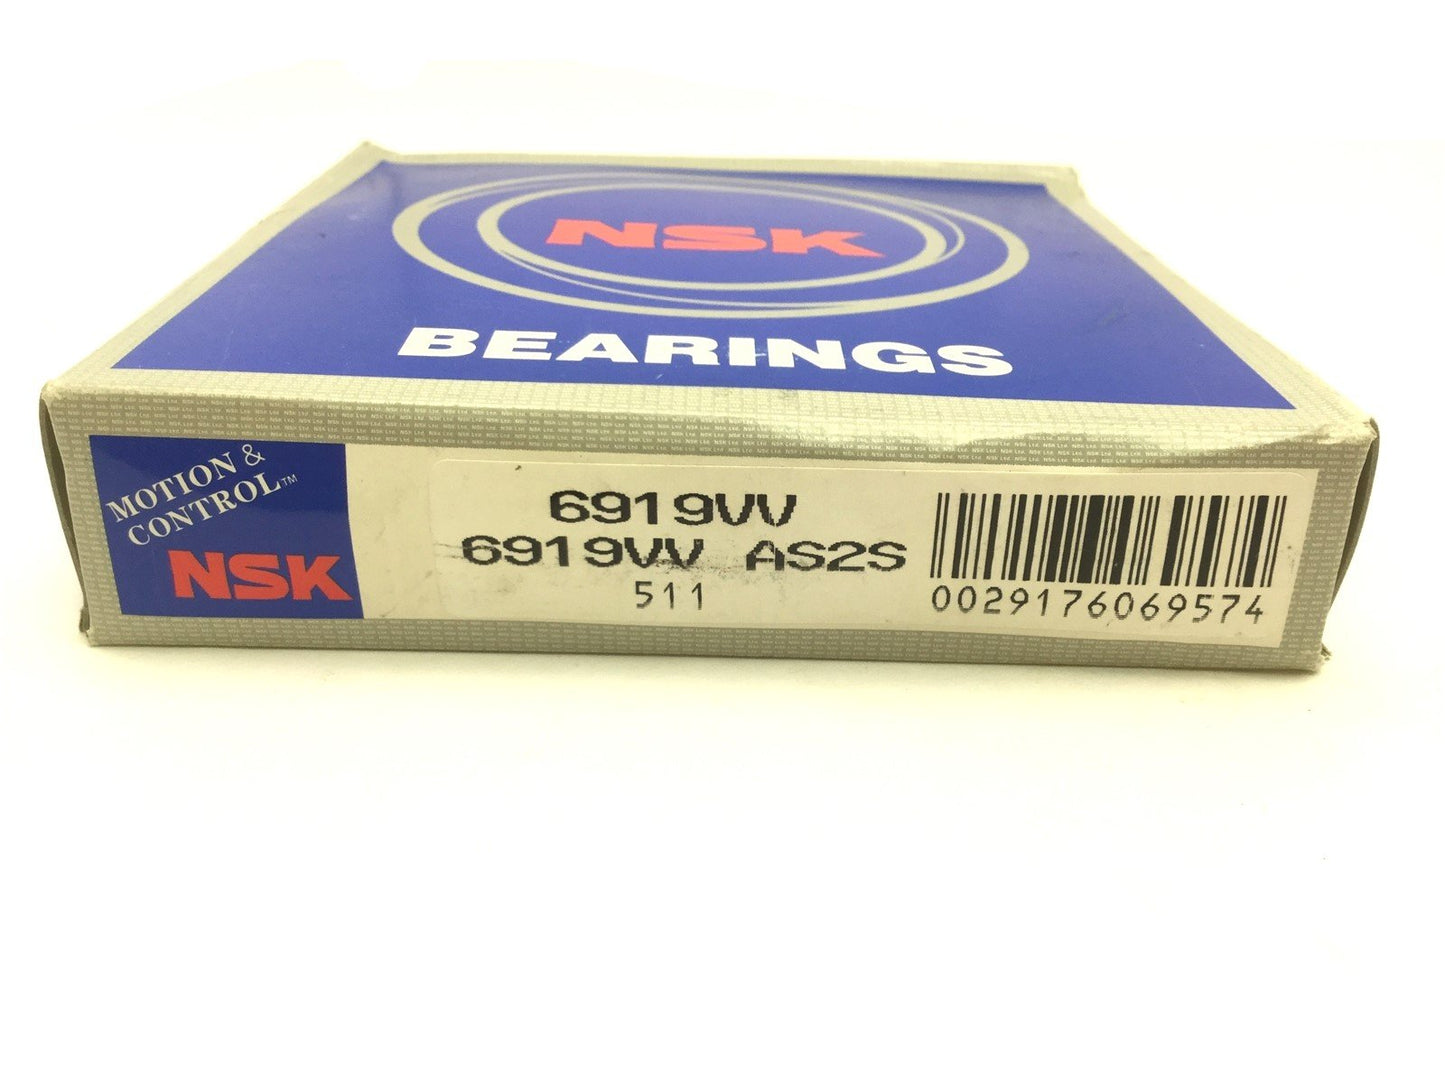 NSK
BEARINGS
MOTION &
CONTROL™
NSK
6919VV
6919VV AS2S
511
0029176069574